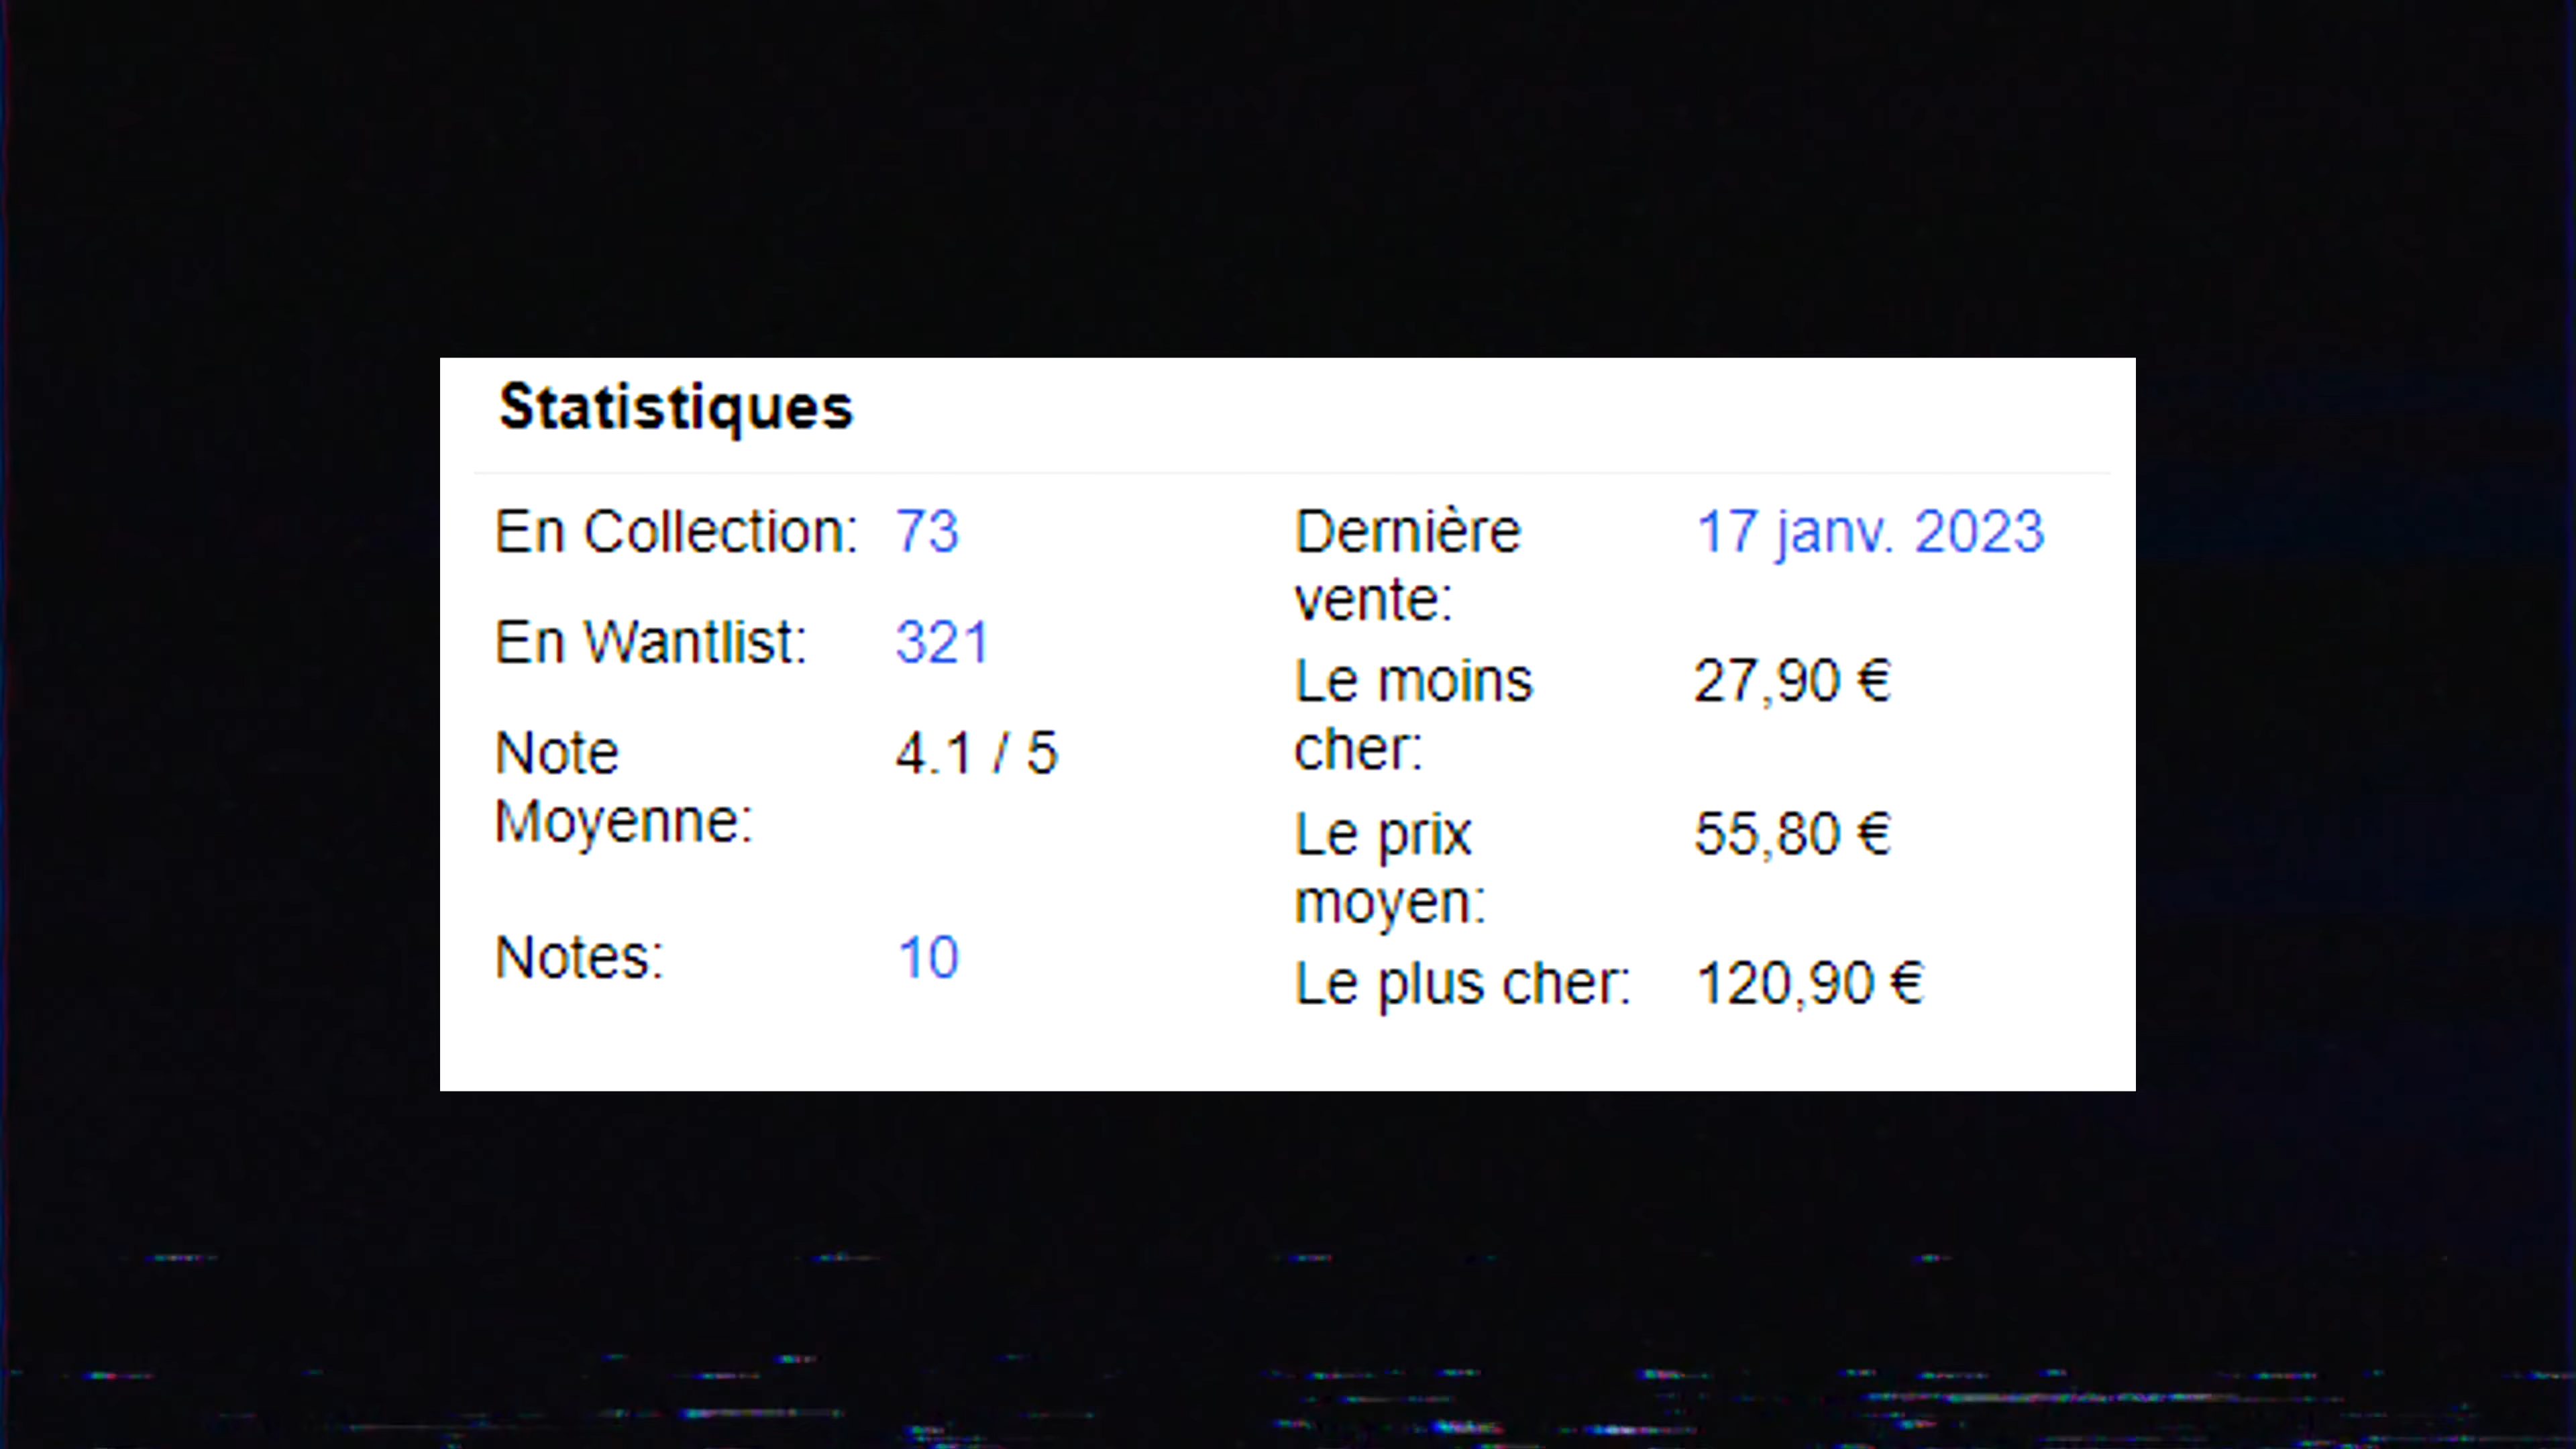 Statistiques
En Collection: 73
En Wantlist: 321
Note
Moyenne: 4.1 / 5
Notes: 10
Dernière
vente: 17 janv. 2023
Le moins
cher: 27,90 €
Le prix
moyen: 55,80 €
Le plus cher: 120,90 €